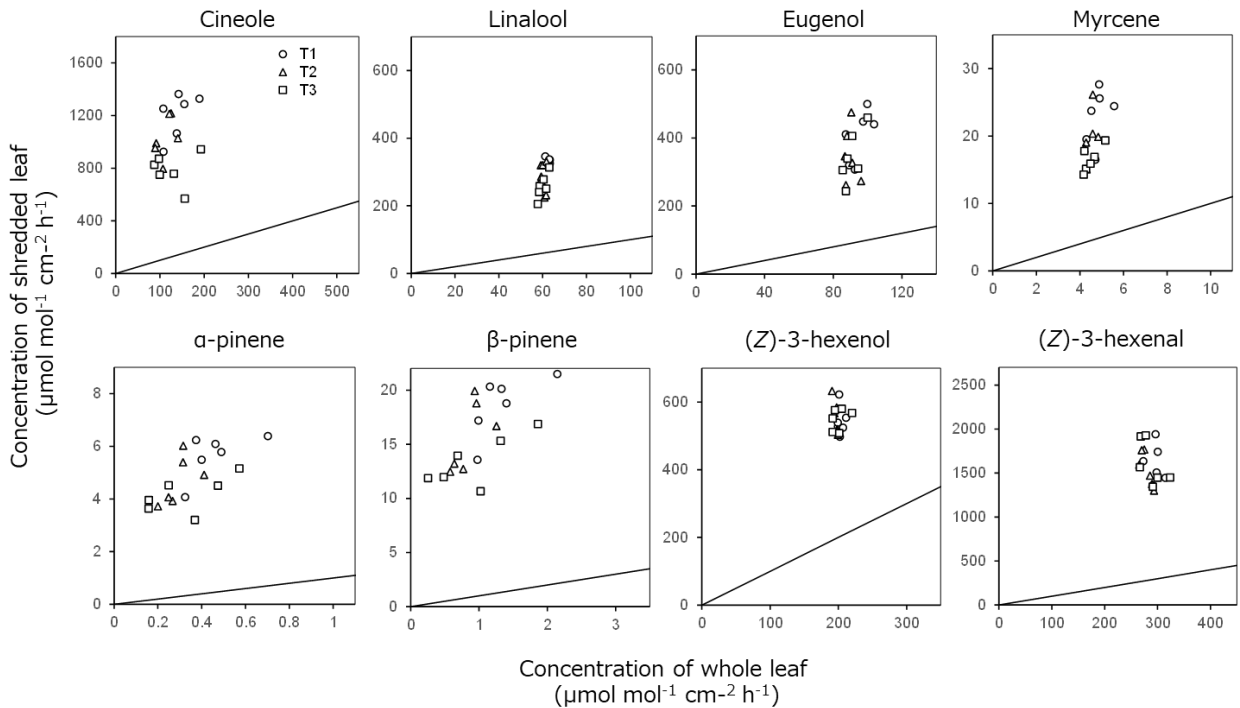 Cineole
Linalool
Eugenol
Myrcene
T1
T2
T3
1600
1200
800
400
0
0 100 200 300 400 500
600
400
200
0
0 20 40 60 80 100
600
400
200
0
0 40 80 120
30
20
10
0
0 2 4 6 8 10
α-pinene
β-pinene
(Z)-3-hexenol
(Z)-3-hexenal
8
6
4
2
0
0 0.2 0.4 0.6 0.8 1
20
15
10
5
0
0 1 2 3
600
400
200
0
0 100 200 300
2500
2000
1500
1000
500
0
0 100 200 300 400
Concentration of shredded leaf
(μmol mol-1 cm-2 h-1)
Concentration of whole leaf
(μmol mol-1 cm-2 h-1)